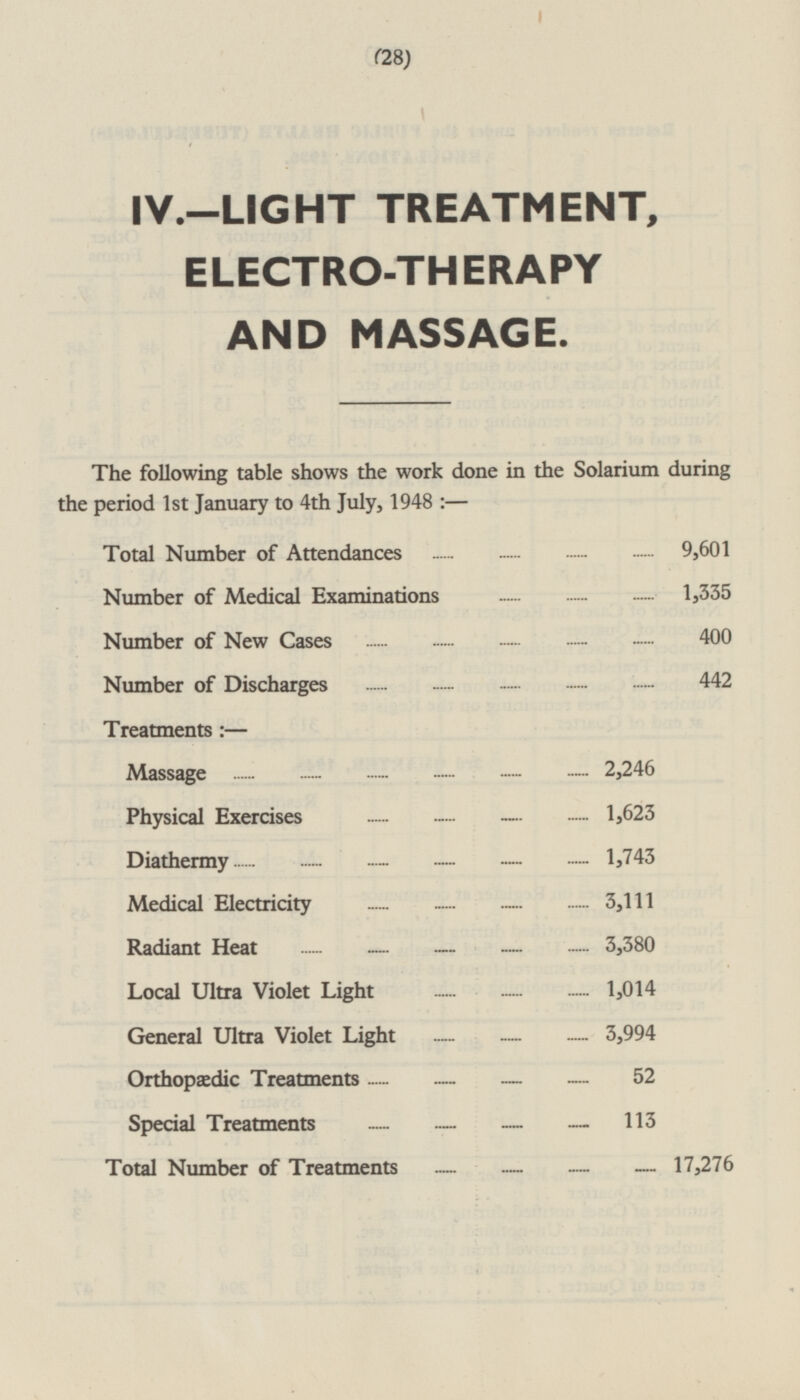 (28)
IV.—LIGHT TREATMENT,
ELECTRO-THERAPY
AND MASSAGE.
The following table shows the work done in the Solarium during
the period 1st January to 4th July, 1948 :—
Total Number of Attendances ...... ...... ...... ...... 9,601
Number of Medical Examinations ...... ...... ...... 1,335
Number of New Cases ...... ...... ...... ...... ...... 400
Number of Discharges ...... ...... ...... ...... ...... 442
Treatments :—
Massage ...... ...... ...... ...... ...... ...... 2,246
Physical Exercises ...... ...... ...... ...... 1,623
Diathermy ...... ...... ...... ...... ...... ...... 1,743
Medical Electricity ...... ...... ...... ...... 3,111
Radiant Heat ...... ...... ...... ...... ...... 3,380
Local Ultra Violet Light ...... ...... ...... 1,014
General Ultra Violet Light ...... ...... ...... 3,994
Orthopædic Treatments ...... ...... ...... ...... 52
Special Treatments ...... ...... ...... ...... 113
Total Number of Treatments ...... ...... ...... ...... 17,276